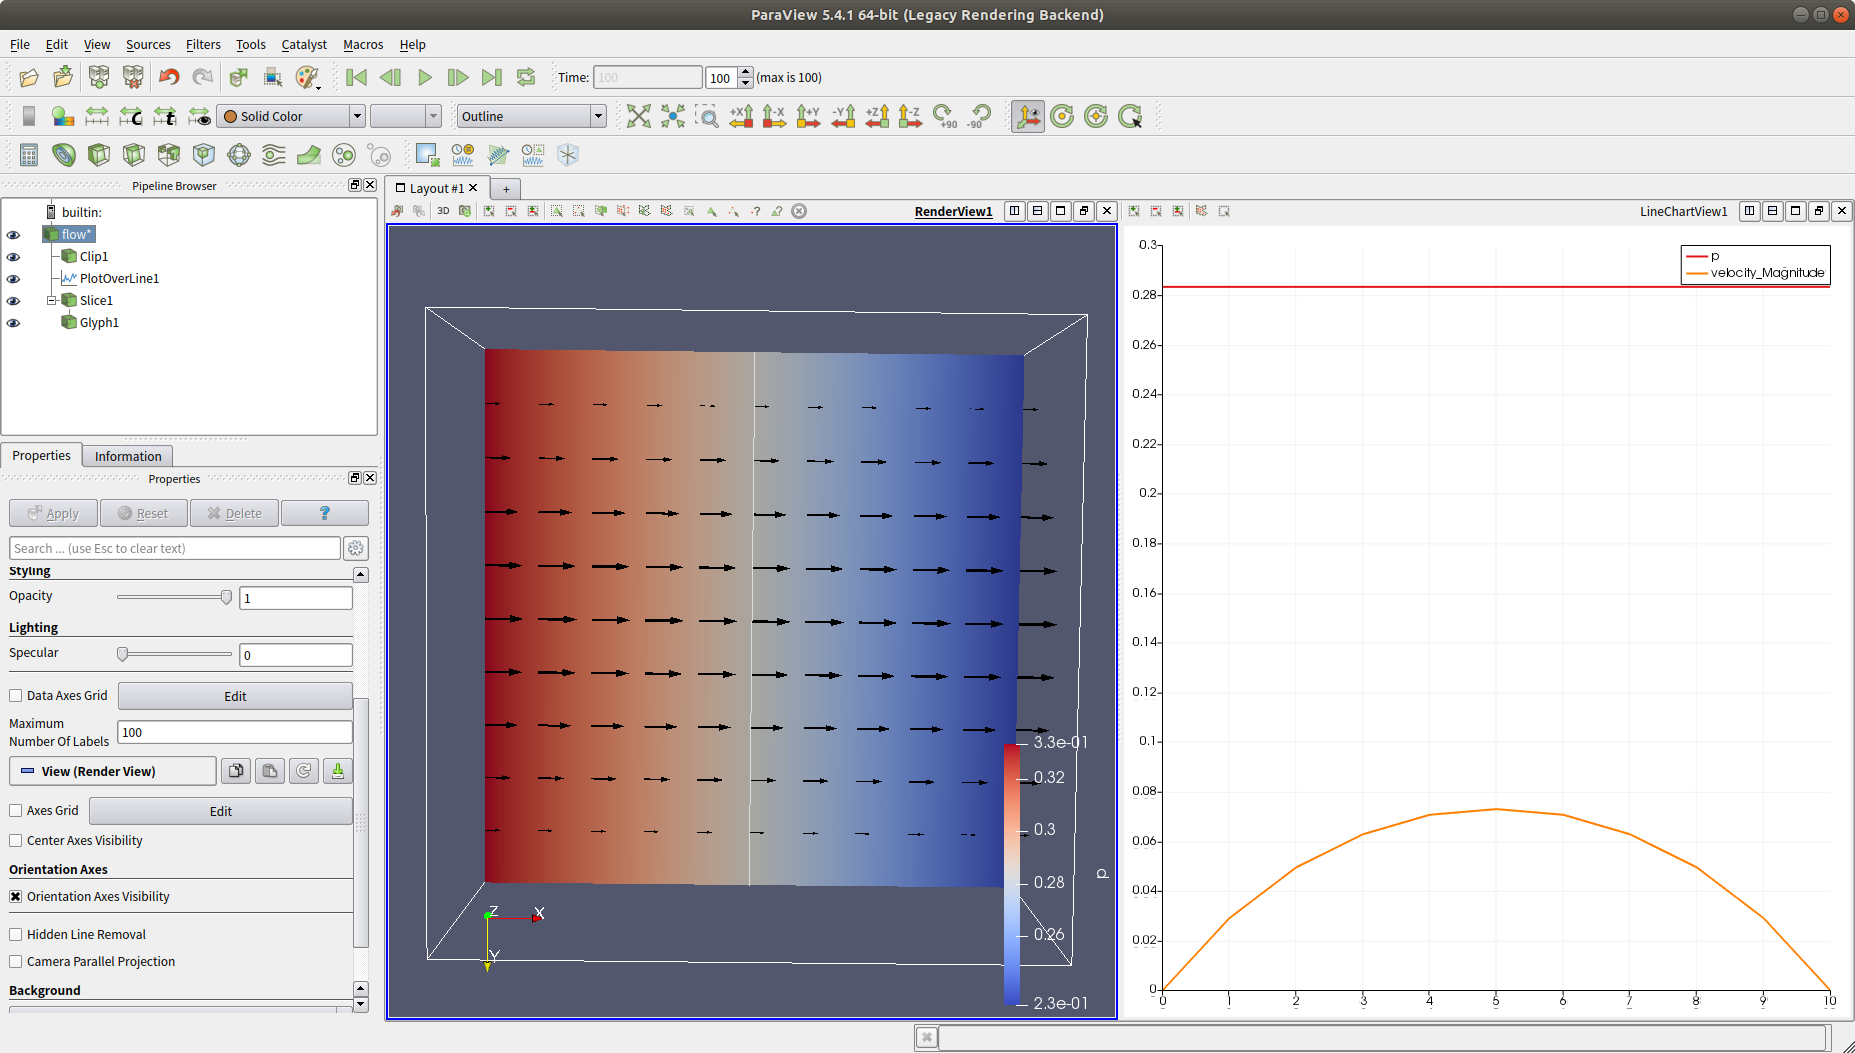 ParaView 5.4.1 64-bit (Legacy Rendering Backend)
File Edit View Sources Filters Tools Catalyst Macros Help
Time: 100 100 (max is 100)
Solid Color Outline +X -X +Y -Y +Z -Z +90 -90
Pipeline Browser
builtin:
flow*
Clip1
PlotOverLine1
Slice1
Glyph1
Properties Information
Properties
Apply Reset Delete ?
Search ... (use Esc to clear text)
Styling
Opacity 1
Lighting
Specular 0
Data Axes Grid Edit
Maximum
Number Of Labels 100
View (Render View)
Axes Grid Edit
Center Axes Visibility
Orientation Axes
Orientation Axes Visibility
Hidden Line Removal
Camera Parallel Projection
Background
Layout #1 +
3D RenderView1
Z X
Y
3.3e-01
0.32
0.3
0.28
0.26
2.3e-01
p
LineChartView1
p
velocity_Magnitude
0.3
0.28
0.26
0.24
0.22
0.2
0.18
0.16
0.14
0.12
0.1
0.08
0.06
0.04
0.02
0
0 1 2 3 4 5 6 7 8 9 10